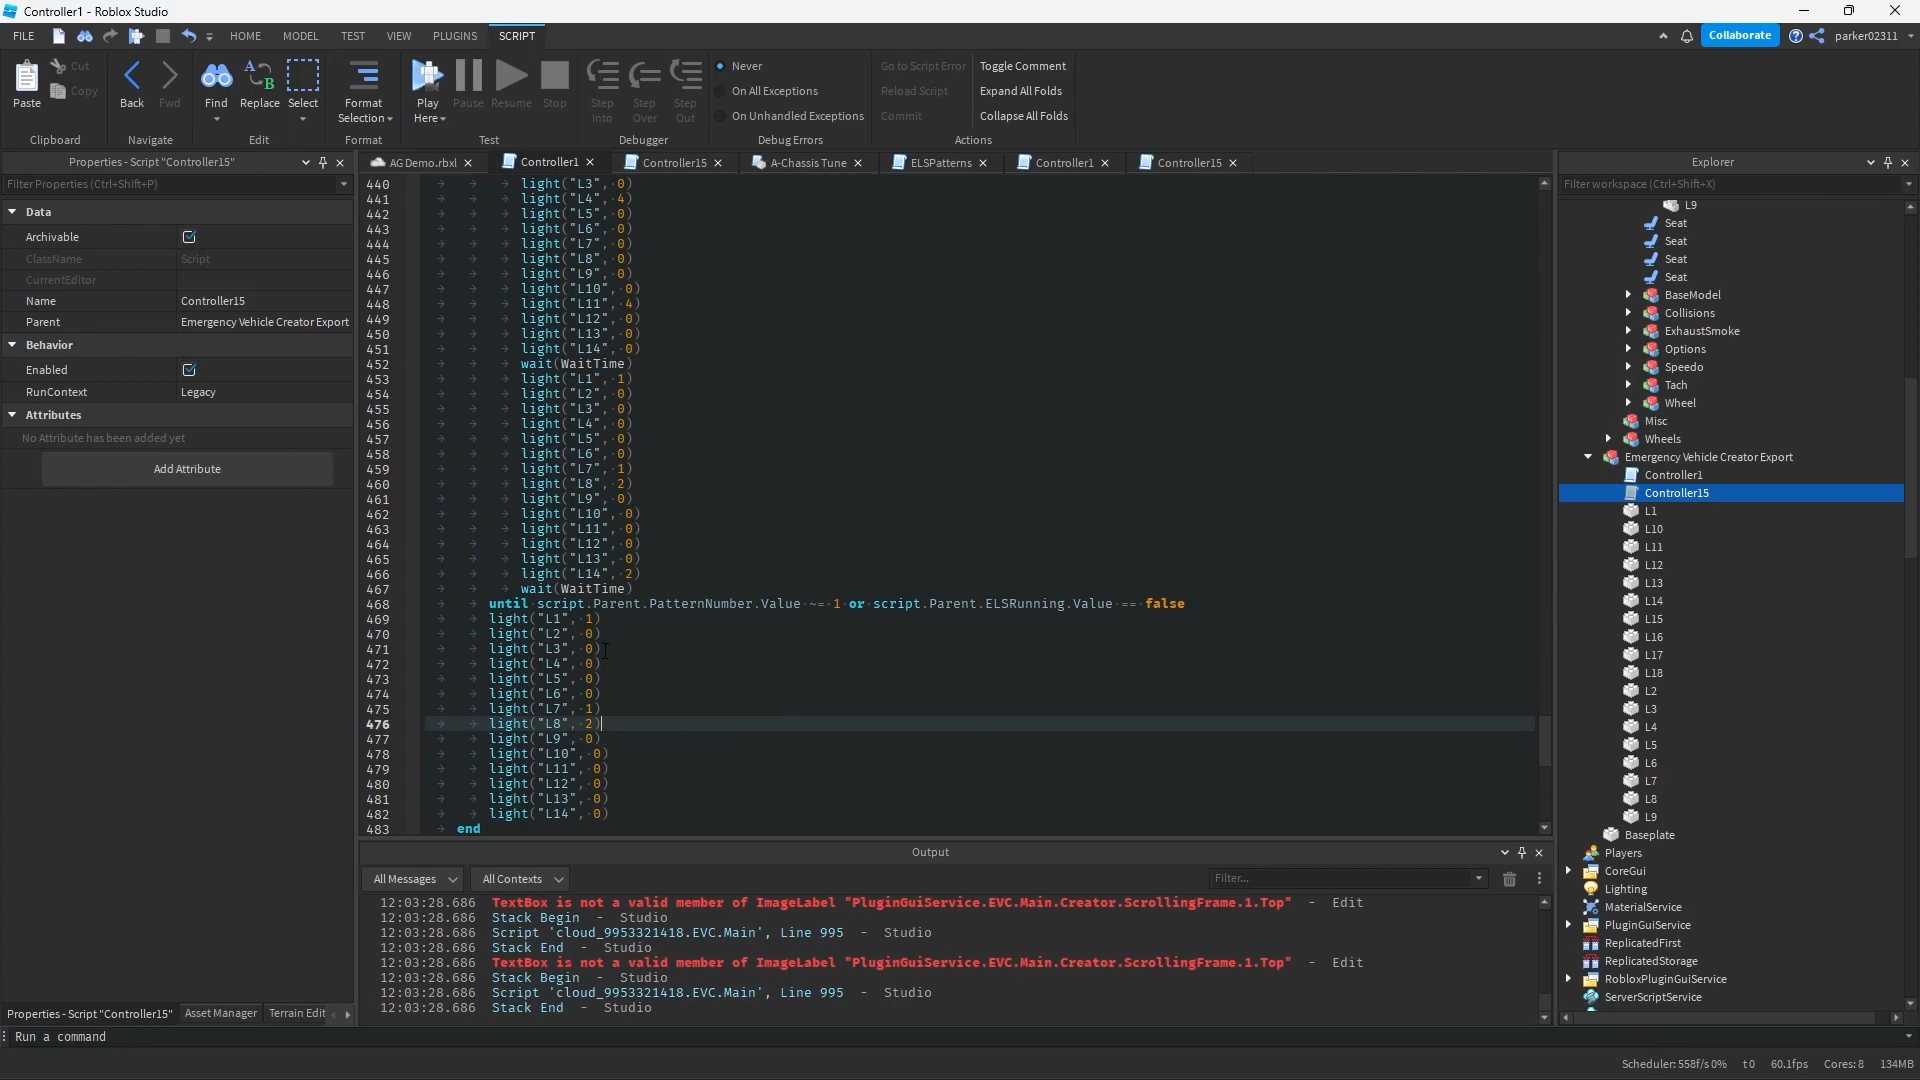 Controller1 - Roblox Studio
FILE HOME MODEL TEST VIEW PLUGINS SCRIPT Collaborate parker02311
Paste Cut Copy Back Fwd Find Replace Select Format Selection Play Here Pause Resume Stop Step Into Step Over Step Out
Never Go to Script Error Toggle Comment
On All Exceptions Reload Script Expand All Folds
On Unhandled Exceptions Commit Collapse All Folds
Clipboard Navigate Edit Format Test Debugger Debug Errors Actions
Properties - Script "Controller15"
Filter Properties (Ctrl+Shift+P)
Data
Archivable
ClassName Script
CurrentEditor
Name Controller15
Parent Emergency Vehicle Creator Export
Behavior
Enabled
RunContext Legacy
Attributes
No Attribute has been added yet
Add Attribute
Properties - Script "Controller15" Asset Manager Terrain Edit
AG Demo.rbxl Controller1 Controller15 A-Chassis Tune ELSPatterns Controller1 Controller15
440 light("L3", 0)
441 light("L4", 4)
442 light("L5", 0)
443 light("L6", 0)
444 light("L7", 0)
445 light("L8", 0)
446 light("L9", 0)
447 light("L10", 0)
448 light("L11", 4)
449 light("L12", 0)
450 light("L13", 0)
451 light("L14", 0)
452 wait(WaitTime)
453 light("L1", 1)
454 light("L2", 0)
455 light("L3", 0)
456 light("L4", 0)
457 light("L5", 0)
458 light("L6", 0)
459 light("L7", 1)
460 light("L8", 2)
461 light("L9", 0)
462 light("L10", 0)
463 light("L11", 0)
464 light("L12", 0)
465 light("L13", 0)
466 light("L14", 2)
467 wait(WaitTime)
468 until script.Parent.PatternNumber.Value ~= 1 or script.Parent.ELSRunning.Value == false
469 light("L1", 1)
470 light("L2", 0)
471 light("L3", 0)
472 light("L4", 0)
473 light("L5", 0)
474 light("L6", 0)
475 light("L7", 1)
476 light("L8", 2)
477 light("L9", 0)
478 light("L10", 0)
479 light("L11", 0)
480 light("L12", 0)
481 light("L13", 0)
482 light("L14", 0)
483 end
Output
All Messages All Contexts Filter...
12:03:28.686 TextBox is not a valid member of ImageLabel "PluginGuiService.EVC.Main.Creator.ScrollingFrame.1.Top" - Edit
12:03:28.686 Stack Begin - Studio
12:03:28.686 Script 'cloud_9953321418.EVC.Main', Line 995 - Studio
12:03:28.686 Stack End - Studio
12:03:28.686 TextBox is not a valid member of ImageLabel "PluginGuiService.EVC.Main.Creator.ScrollingFrame.1.Top" - Edit
12:03:28.686 Stack Begin - Studio
12:03:28.686 Script 'cloud_9953321418.EVC.Main', Line 995 - Studio
12:03:28.686 Stack End - Studio
Explorer
Filter workspace (Ctrl+Shift+X)
L9
Seat
Seat
Seat
Seat
BaseModel
Collisions
ExhaustSmoke
Options
Speedo
Tach
Wheel
Misc
Wheels
Emergency Vehicle Creator Export
Controller1
Controller15
L1
L10
L11
L12
L13
L14
L15
L16
L17
L18
L2
L3
L4
L5
L6
L7
L8
L9
Baseplate
Players
CoreGui
Lighting
MaterialService
PluginGuiService
ReplicatedFirst
ReplicatedStorage
RobloxPluginGuiService
ServerScriptService
Run a command
Scheduler: 558f/s 0% t0 60.1fps Cores: 8 134MB